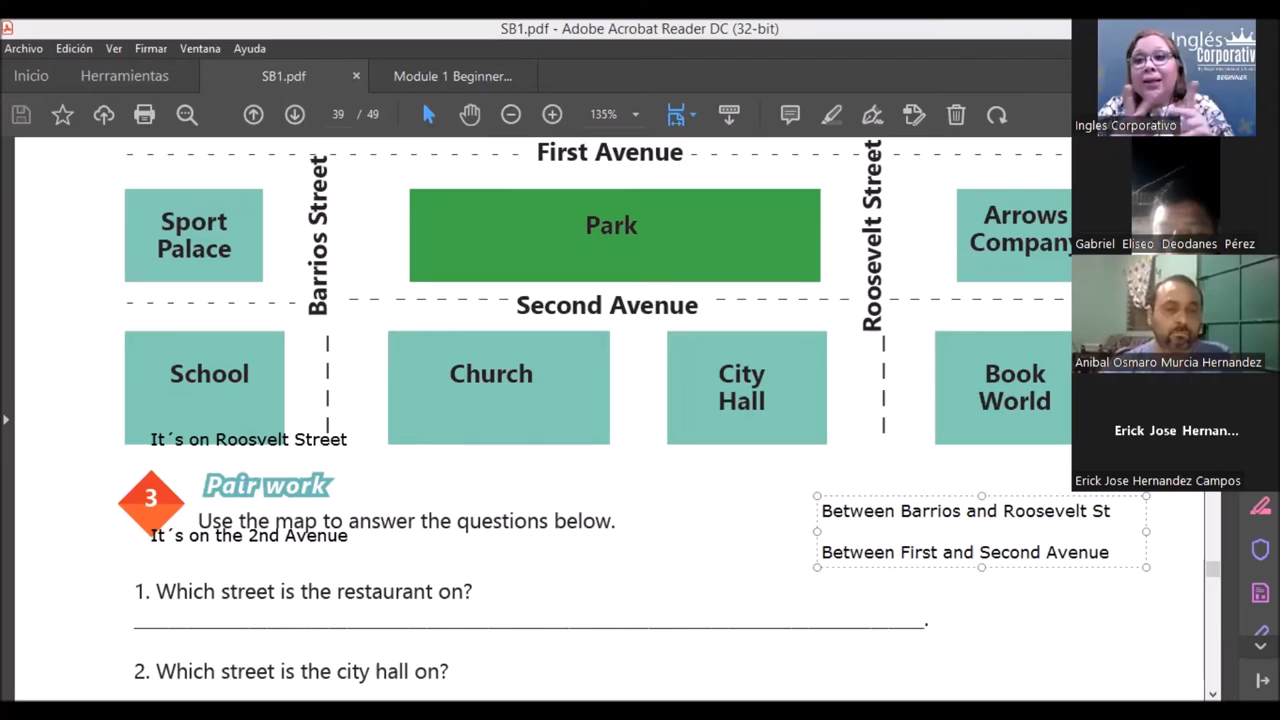 SB1.pdf - Adobe Acrobat Reader DC (32-bit)
Archivo Edición Ver Firmar Ventana Ayuda
Inicio Herramientas SB1.pdf × Module 1 Beginner...
39 / 49 135%
First Avenue
Barrios Street
Roosevelt Street
Sport
Palace
Park
Arrows
Company
Second Avenue
School
Church
City
Hall
Book
World
It´s on Roosvelt Street
3
Pair work
Use the map to answer the questions below.
It´s on the 2nd Avenue
Between Barrios and Roosevelt St
Between First and Second Avenue
1. Which street is the restaurant on?
2. Which street is the city hall on?
Inglés
Corporativo
BEGINNER
Ingles Corporativo
Gabriel Eliseo Deodanes Pérez
Anibal Osmaro Murcia Hernandez
Erick Jose Hernan...
Erick Jose Hernandez Campos